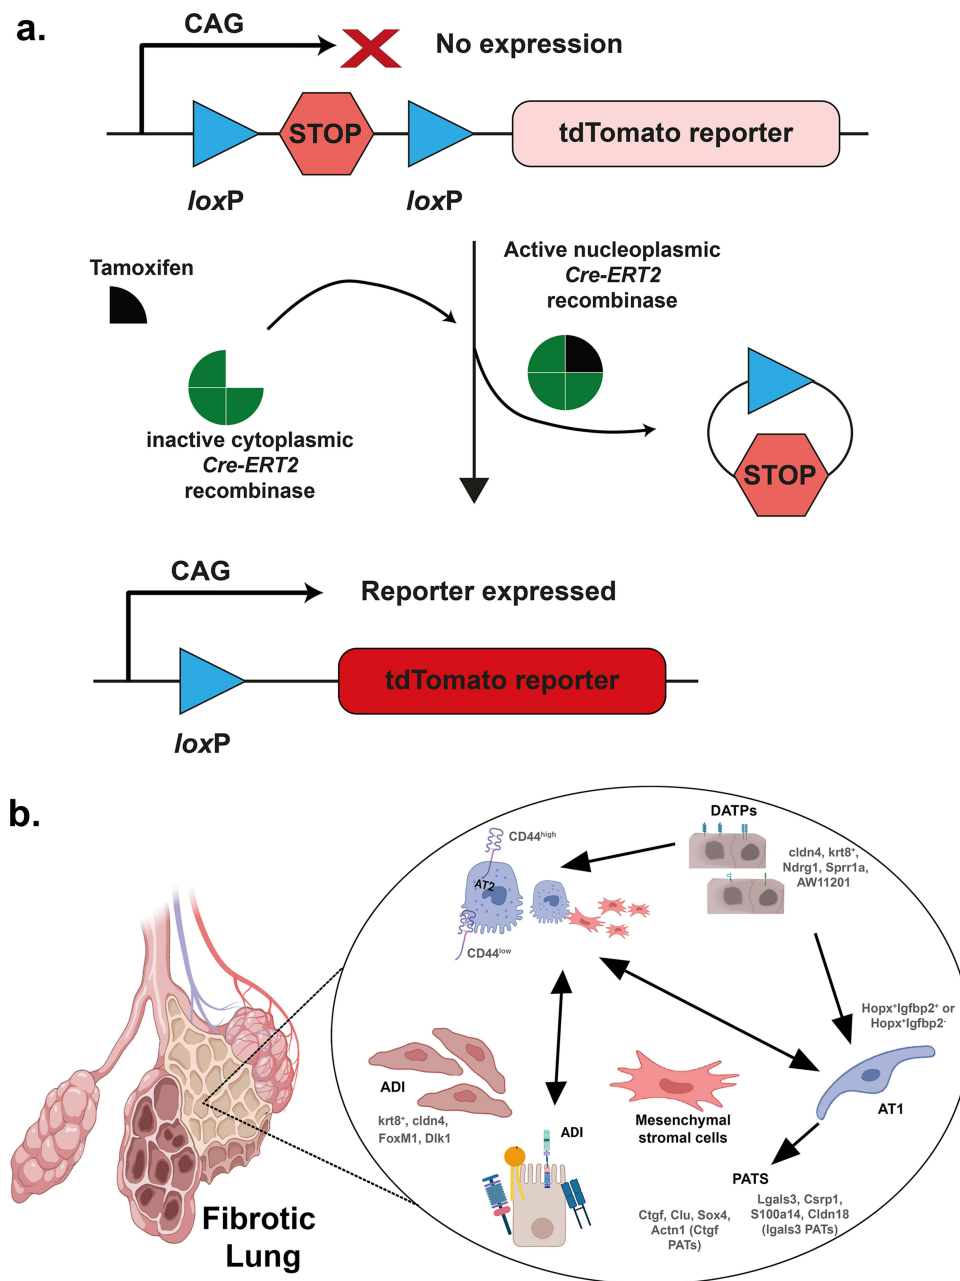 a.
CAG
No expression
STOP
tdTomato reporter
loxP
loxP
Tamoxifen
Active nucleoplasmic
Cre-ERT2
recombinase
inactive cytoplasmic
Cre-ERT2
recombinase
STOP
CAG
Reporter expressed
tdTomato reporter
loxP
b.
DATPs
CD44high
cldn4, krt8+,
Ndrg1, Sprr1a,
AW11201
AT2
CD44low
Hopx+Igfbp2+ or
Hopx+Igfbp2-
ADI
krt8+, cldn4,
FoxM1, Dlk1
ADI
Mesenchymal
stromal cells
AT1
PATS
Lgals3, Csrp1,
S100a14, Cldn18
(lgals3 PATs)
Ctgf, Clu, Sox4,
Actn1 (Ctgf
PATs)
Fibrotic
Lung